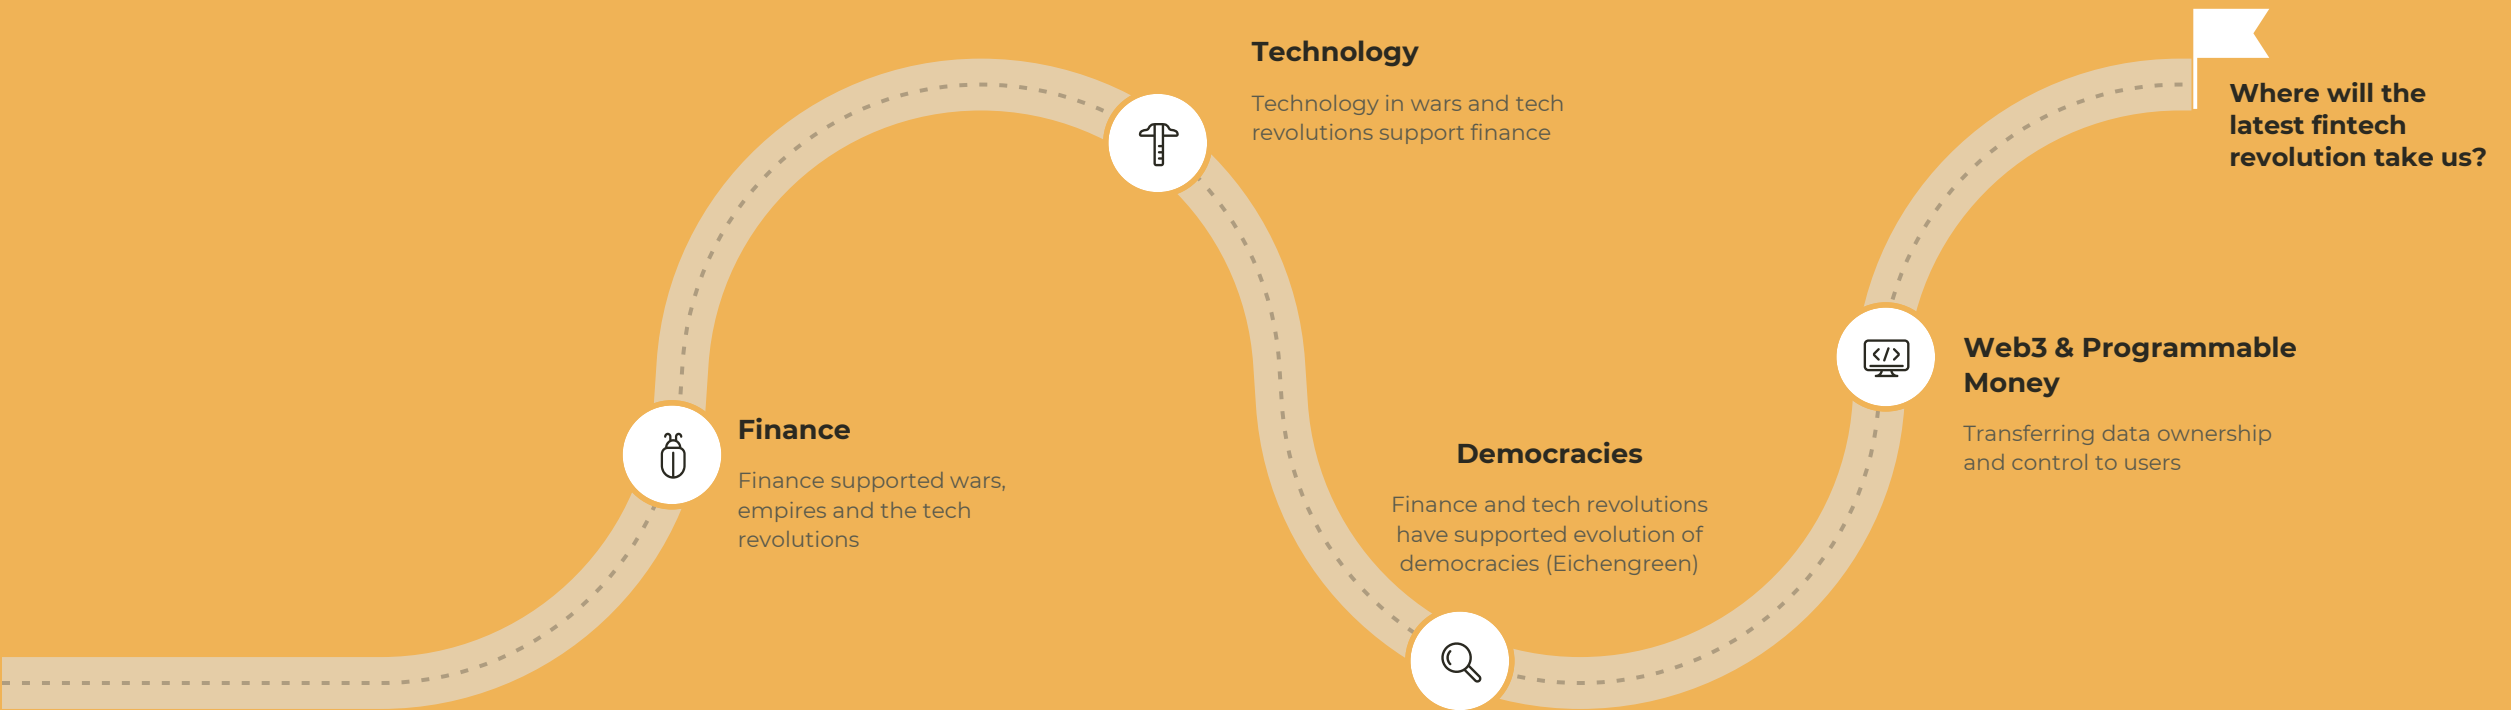 Finance
Finance supported wars,
empires and the tech
revolutions
Technology
Technology in wars and tech
revolutions support finance
Democracies
Finance and tech revolutions
have supported evolution of
democracies (Eichengreen)
Web3 & Programmable
Money
Transferring data ownership
and control to users
Where will the
latest fintech
revolution take us?